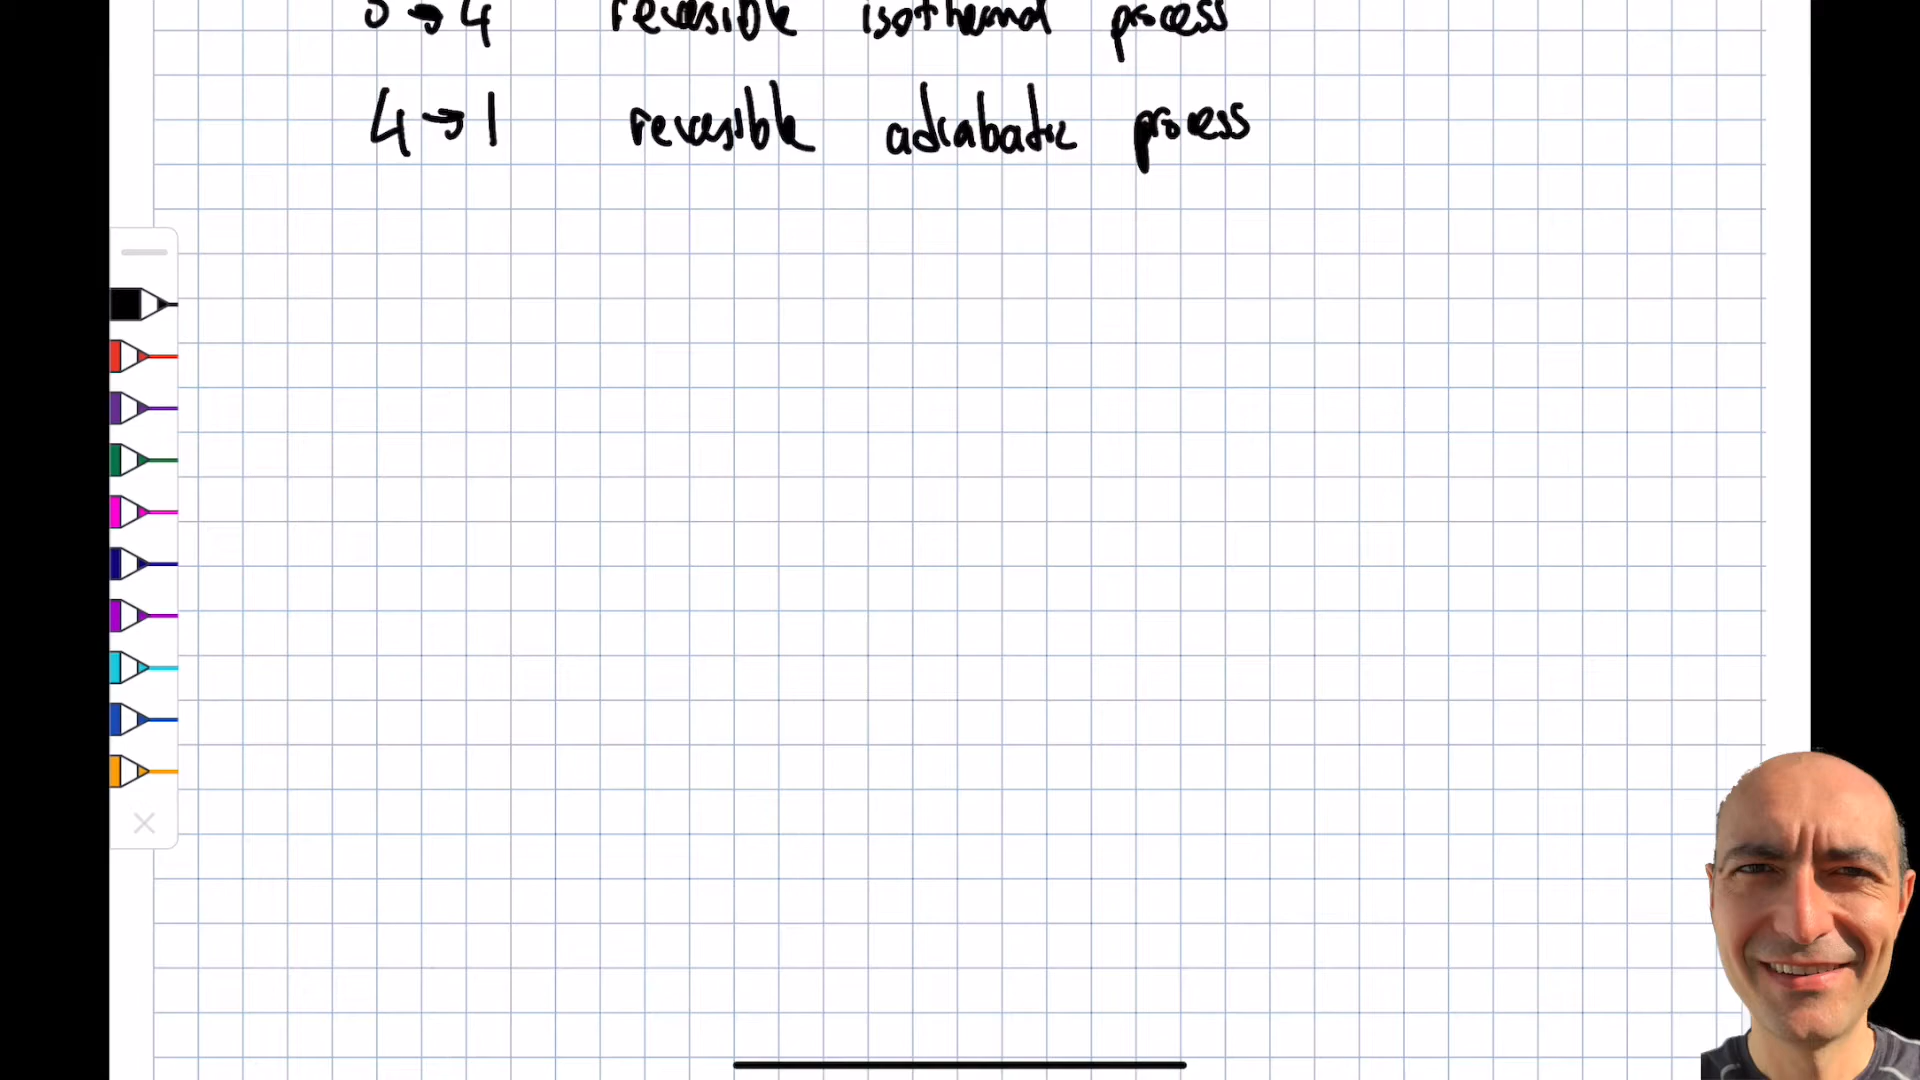 3 → 4 reversible isothermal process
4 → 1 reversible adiabatic process